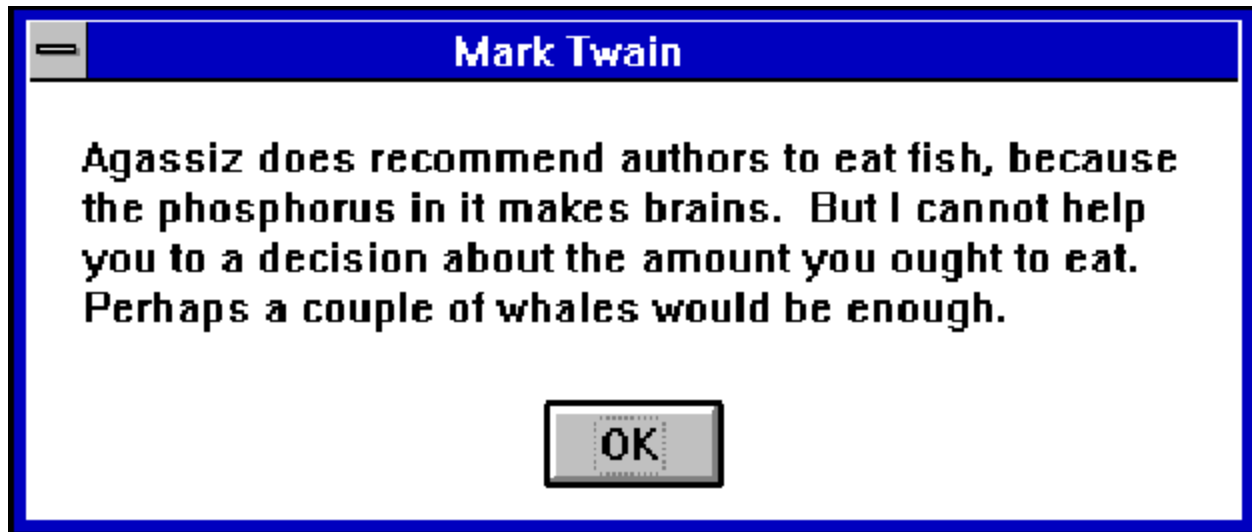 Mark Twain
Agassiz does recommend authors to eat fish, because
the phosphorus in it makes brains.  But I cannot help
you to a decision about the amount you ought to eat.
Perhaps a couple of whales would be enough.
OK